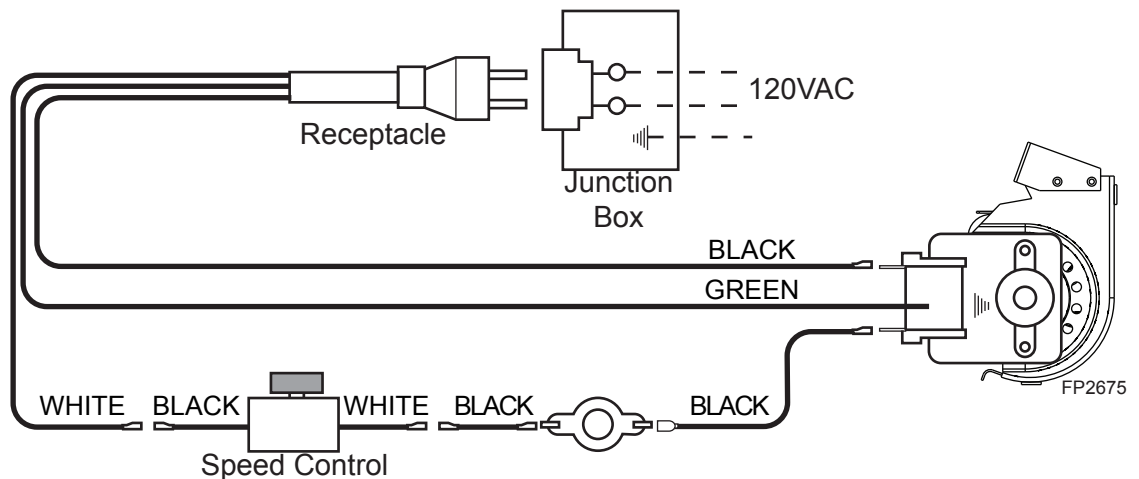 120VAC
Receptacle
Junction
Box
BLACK
GREEN
FP2675
WHITE BLACK WHITE BLACK BLACK
Speed Control